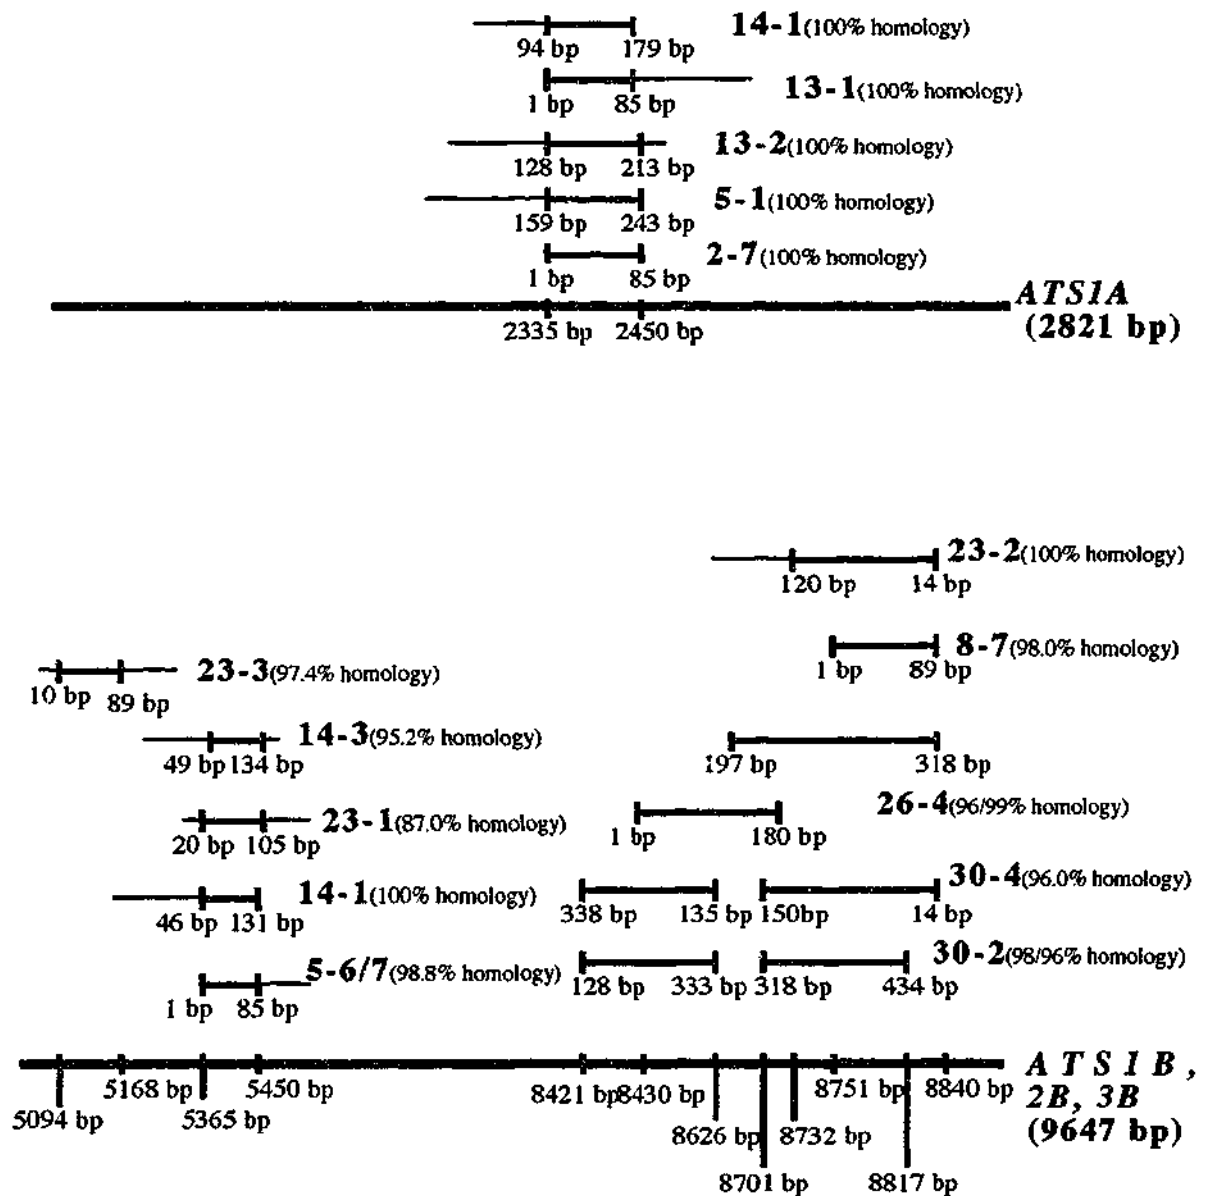 14-1(100% homology)
94 bp 179 bp
13-1(100% homology)
1 bp 85 bp
13-2(100% homology)
128 bp 213 bp
5-1(100% homology)
159 bp 243 bp
2-7(100% homology)
1 bp 85 bp
ATS1A
(2821 bp)
2335 bp 2450 bp
23-2(100% homology)
120 bp 14 bp
8-7(98.0% homology)
1 bp 89 bp
23-3(97.4% homology)
10 bp 89 bp
14-3(95.2% homology)
49 bp 134 bp
197 bp 318 bp
26-4(96/99% homology)
1 bp 180 bp
23-1(87.0% homology)
20 bp 105 bp
14-1(100% homology)
46 bp 131 bp
30-4(96.0% homology)
338 bp 135 bp 150bp 14 bp
5-6/7(98.8% homology)
1 bp 85 bp
30-2(98/96% homology)
128 bp 333 bp 318 bp 434 bp
ATS1B,
2B, 3B
(9647 bp)
5168 bp 5450 bp 8421 bp 8430 bp 8751 bp 8840 bp
5094 bp 5365 bp 8626 bp 8732 bp
8701 bp 8817 bp